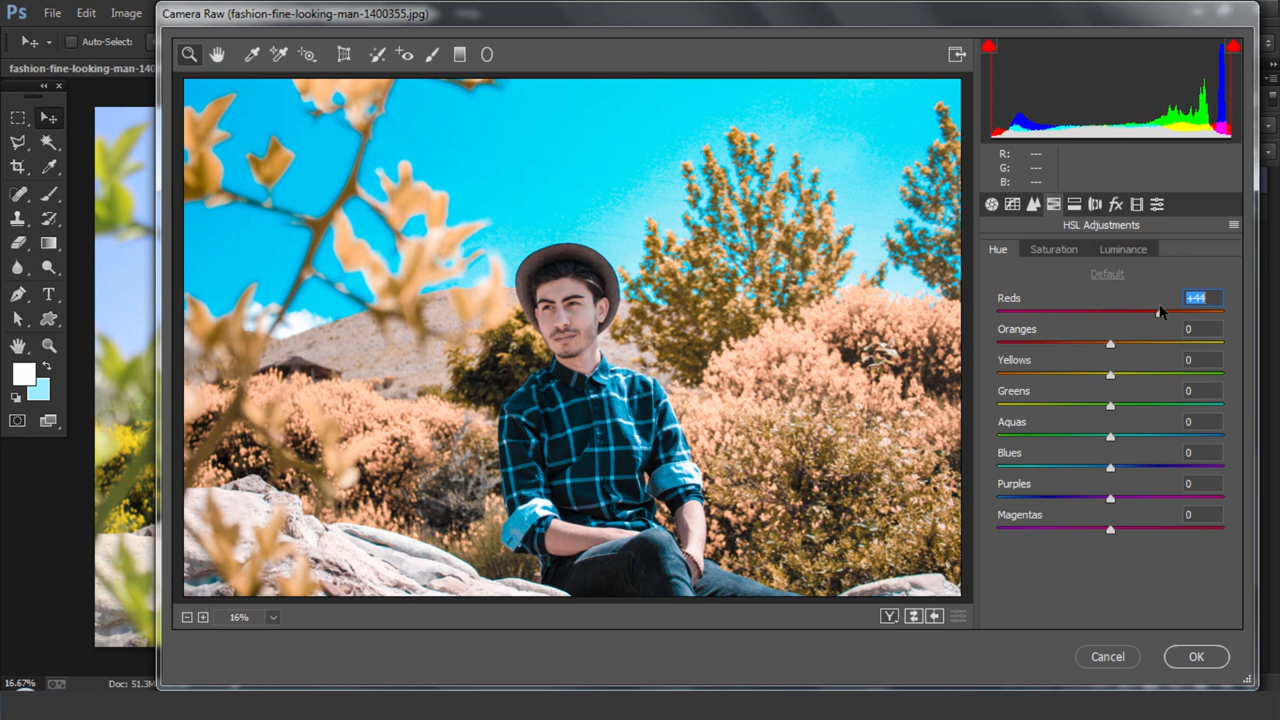 Ps File Edit Image
Camera Raw (fashion-fine-looking-man-1400355.jpg)
Auto-Select:
fashion-fine-looking-man-140
R: ---
G: ---
B: ---
fx
HSL Adjustments
Hue Saturation Luminance
Default
Reds +44
Oranges 0
Yellows 0
Greens 0
Aquas 0
Blues 0
Purples 0
Magentas 0
16%
Y
Cancel OK
16.67% Doc: 51.3M